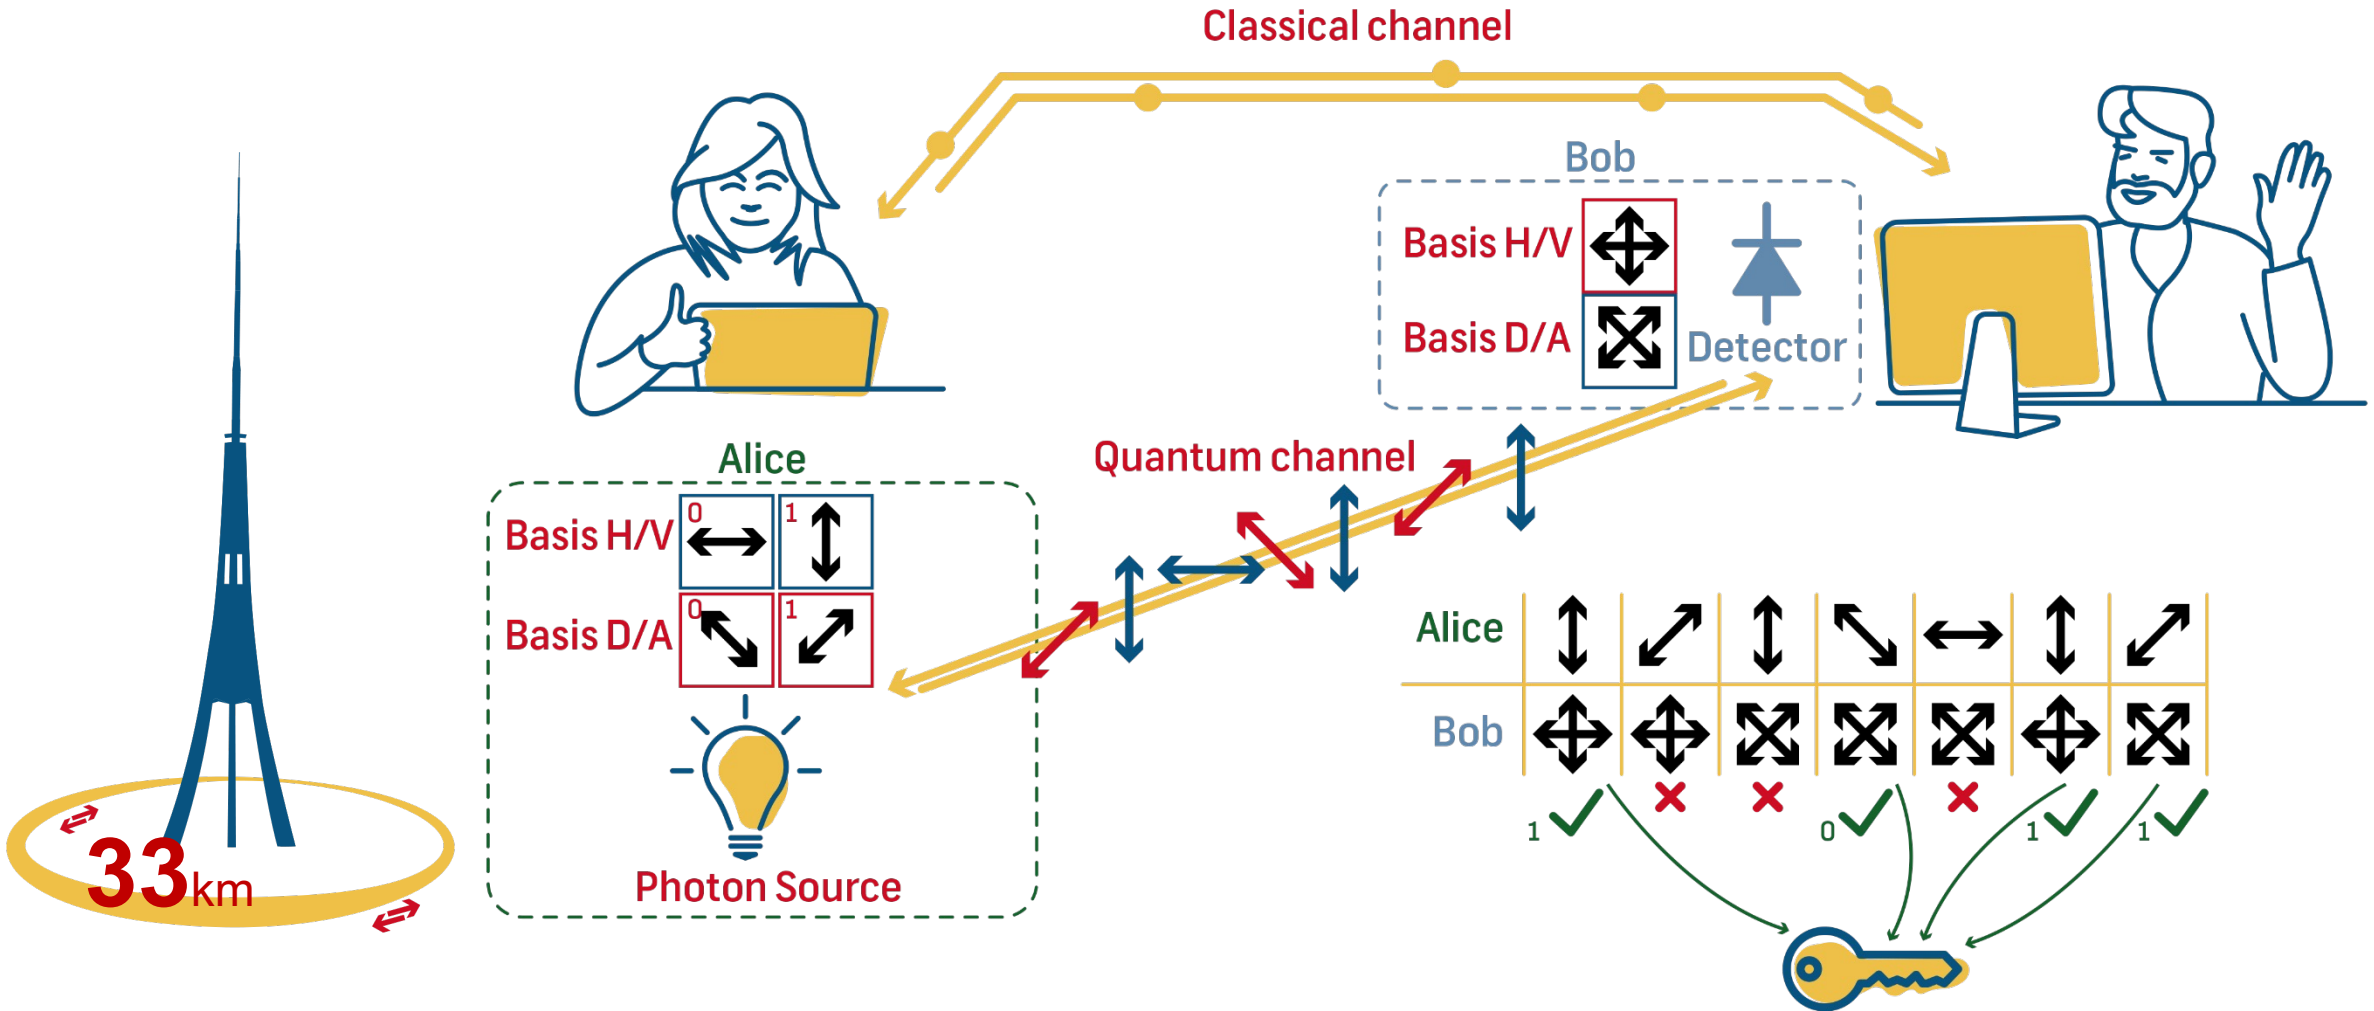 Classical channel
Bob
Basis H/V
Basis D/A
Detector
Quantum channel
Alice
Basis H/V
0
1
Basis D/A
0
1
Photon Source
33km
Alice
Bob
1
0
1
1